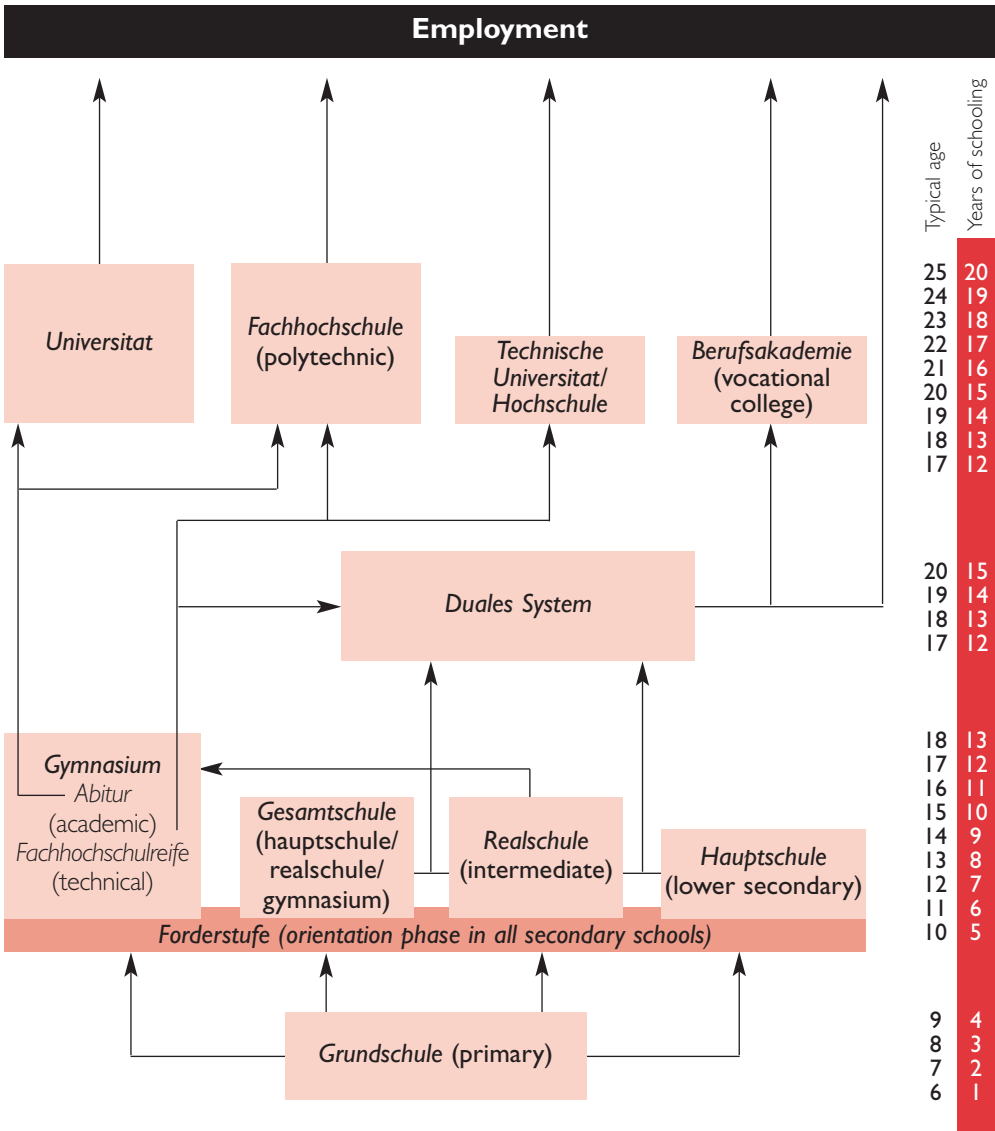 Employment
Typical age
Years of schooling
Universitat
Fachhochschule
(polytechnic)
Technische
Universitat/
Hochschule
Berufsakademie
(vocational
college)
25 20
24 19
23 18
22 17
21 16
20 15
19 14
18 13
17 12
Duales System
20 15
19 14
18 13
17 12
Gymnasium
Abitur
(academic)
Fachhochschulreife
(technical)
Gesamtschule
(hauptschule/
realschule/
gymnasium)
Realschule
(intermediate)
Hauptschule
(lower secondary)
Forderstufe (orientation phase in all secondary schools)
18 13
17 12
16 11
15 10
14 9
13 8
12 7
11 6
10 5
Grundschule (primary)
9 4
8 3
7 2
6 1